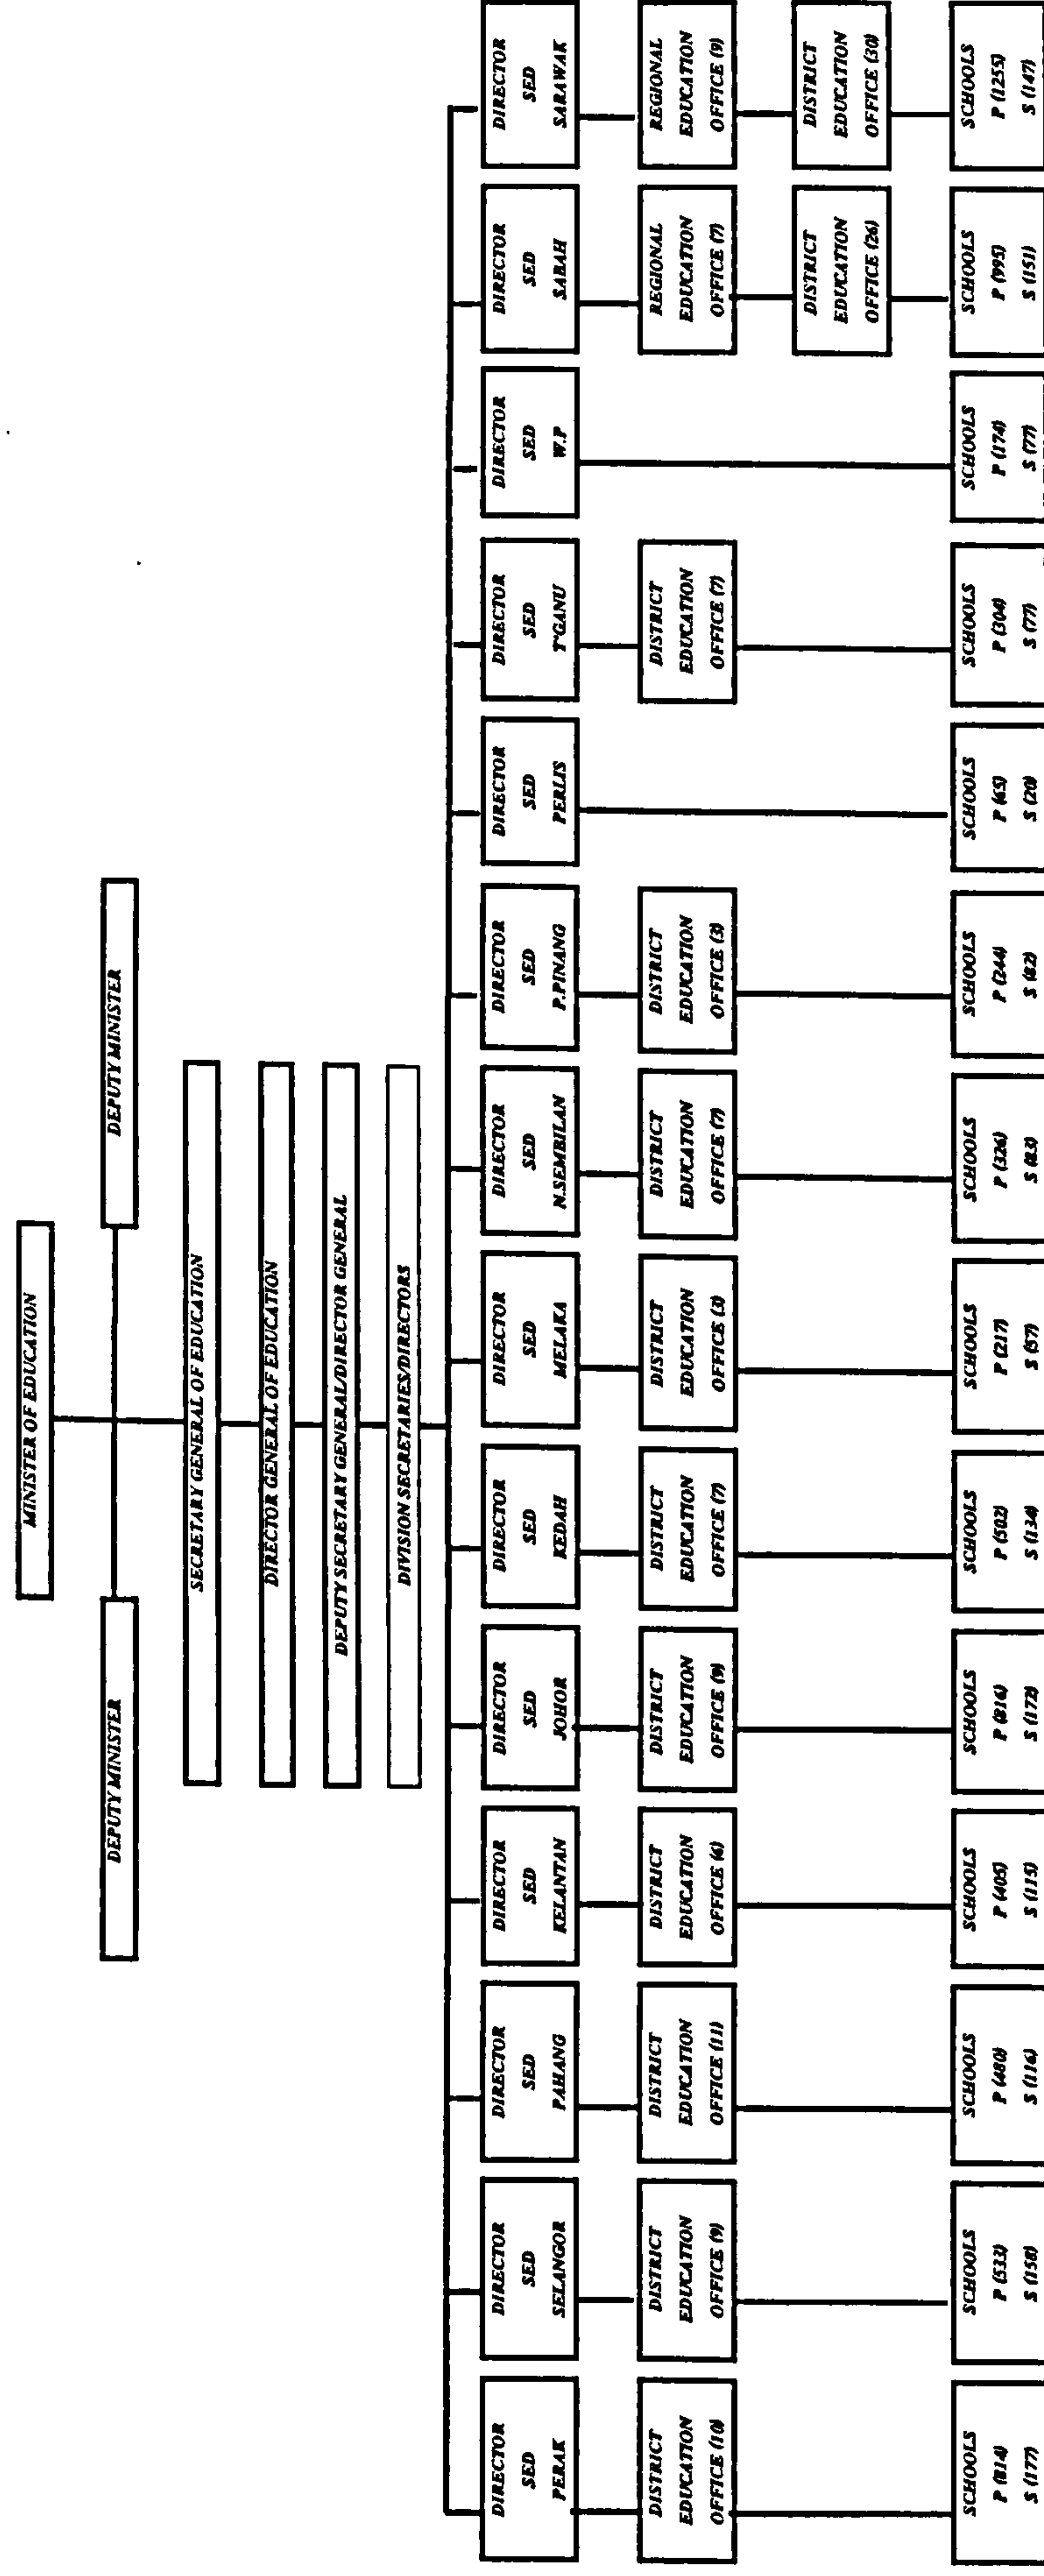 MINISTER OF EDUCATION
DEPUTY MINISTER
DEPUTY MINISTER
SECRETARY GENERAL OF EDUCATION
DIRECTOR GENERAL OF EDUCATION
DEPUTY SECRETARY GENERAL/DIRECTOR GENERAL
DIVISION SECRETARIES/DIRECTORS
DIRECTOR
SED
PERAK
DIRECTOR
SED
SELANGOR
DIRECTOR
SED
PAHANG
DIRECTOR
SED
KELANTAN
DIRECTOR
SED
JOHOR
DIRECTOR
SED
KEDAH
DIRECTOR
SED
MELAKA
DIRECTOR
SED
N.SEMBILAN
DIRECTOR
SED
P.PINANG
DIRECTOR
SED
PERLIS
DIRECTOR
SED
T'GANU
DIRECTOR
SED
W.P
DIRECTOR
SED
SABAH
DIRECTOR
SED
SARAWAK
DISTRICT
EDUCATION
OFFICE (10)
DISTRICT
EDUCATION
OFFICE (9)
DISTRICT
EDUCATION
OFFICE (11)
DISTRICT
EDUCATION
OFFICE (6)
DISTRICT
EDUCATION
OFFICE (9)
DISTRICT
EDUCATION
OFFICE (7)
DISTRICT
EDUCATION
OFFICE (3)
DISTRICT
EDUCATION
OFFICE (7)
DISTRICT
EDUCATION
OFFICE (3)
DISTRICT
EDUCATION
OFFICE (7)
REGIONAL
EDUCATION
OFFICE (7)
REGIONAL
EDUCATION
OFFICE (9)
DISTRICT
EDUCATION
OFFICE (26)
DISTRICT
EDUCATION
OFFICE (30)
SCHOOLS
P (814)
S (177)
SCHOOLS
P (533)
S (158)
SCHOOLS
P (480)
S (116)
SCHOOLS
P (405)
S (115)
SCHOOLS
P (816)
S (172)
SCHOOLS
P (502)
S (134)
SCHOOLS
P (217)
S (57)
SCHOOLS
P (326)
S (83)
SCHOOLS
P (244)
S (82)
SCHOOLS
P (65)
S (20)
SCHOOLS
P (304)
S (77)
SCHOOLS
P (174)
S (77)
SCHOOLS
P (995)
S (151)
SCHOOLS
P (1255)
S (147)